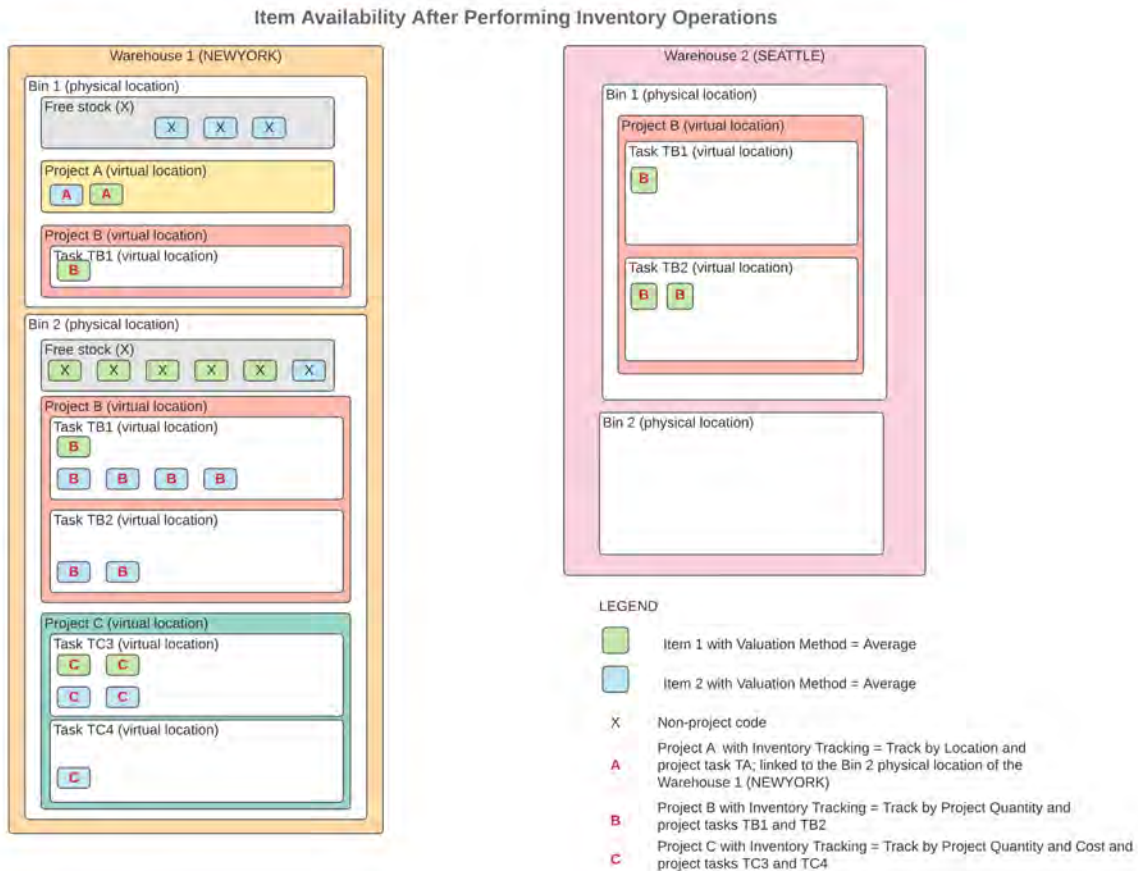 Item Availability After Performing Inventory Operations
Warehouse 1 (NEWYORK)
Bin 1 (physical location)
Free stock (X)
X X X
Project A (virtual location)
A A
Project B (virtual location)
Task TB1 (virtual location)
B
Bin 2 (physical location)
Free stock (X)
X X X X X X
Project B (virtual location)
Task TB1 (virtual location)
B
B B B B
Task TB2 (virtual location)
B B
Project C (virtual location)
Task TC3 (virtual location)
C C
C C
Task TC4 (virtual location)
C
Warehouse 2 (SEATTLE)
Bin 1 (physical location)
Project B (virtual location)
Task TB1 (virtual location)
B
Task TB2 (virtual location)
B B
Bin 2 (physical location)
LEGEND
Item 1 with Valuation Method = Average
Item 2 with Valuation Method = Average
X Non-project code
A Project A with Inventory Tracking = Track by Location and
project task TA; linked to the Bin 2 physical location of the
Warehouse 1 (NEWYORK)
B Project B with Inventory Tracking = Track by Project Quantity and
project tasks TB1 and TB2
C Project C with Inventory Tracking = Track by Project Quantity and Cost and
project tasks TC3 and TC4